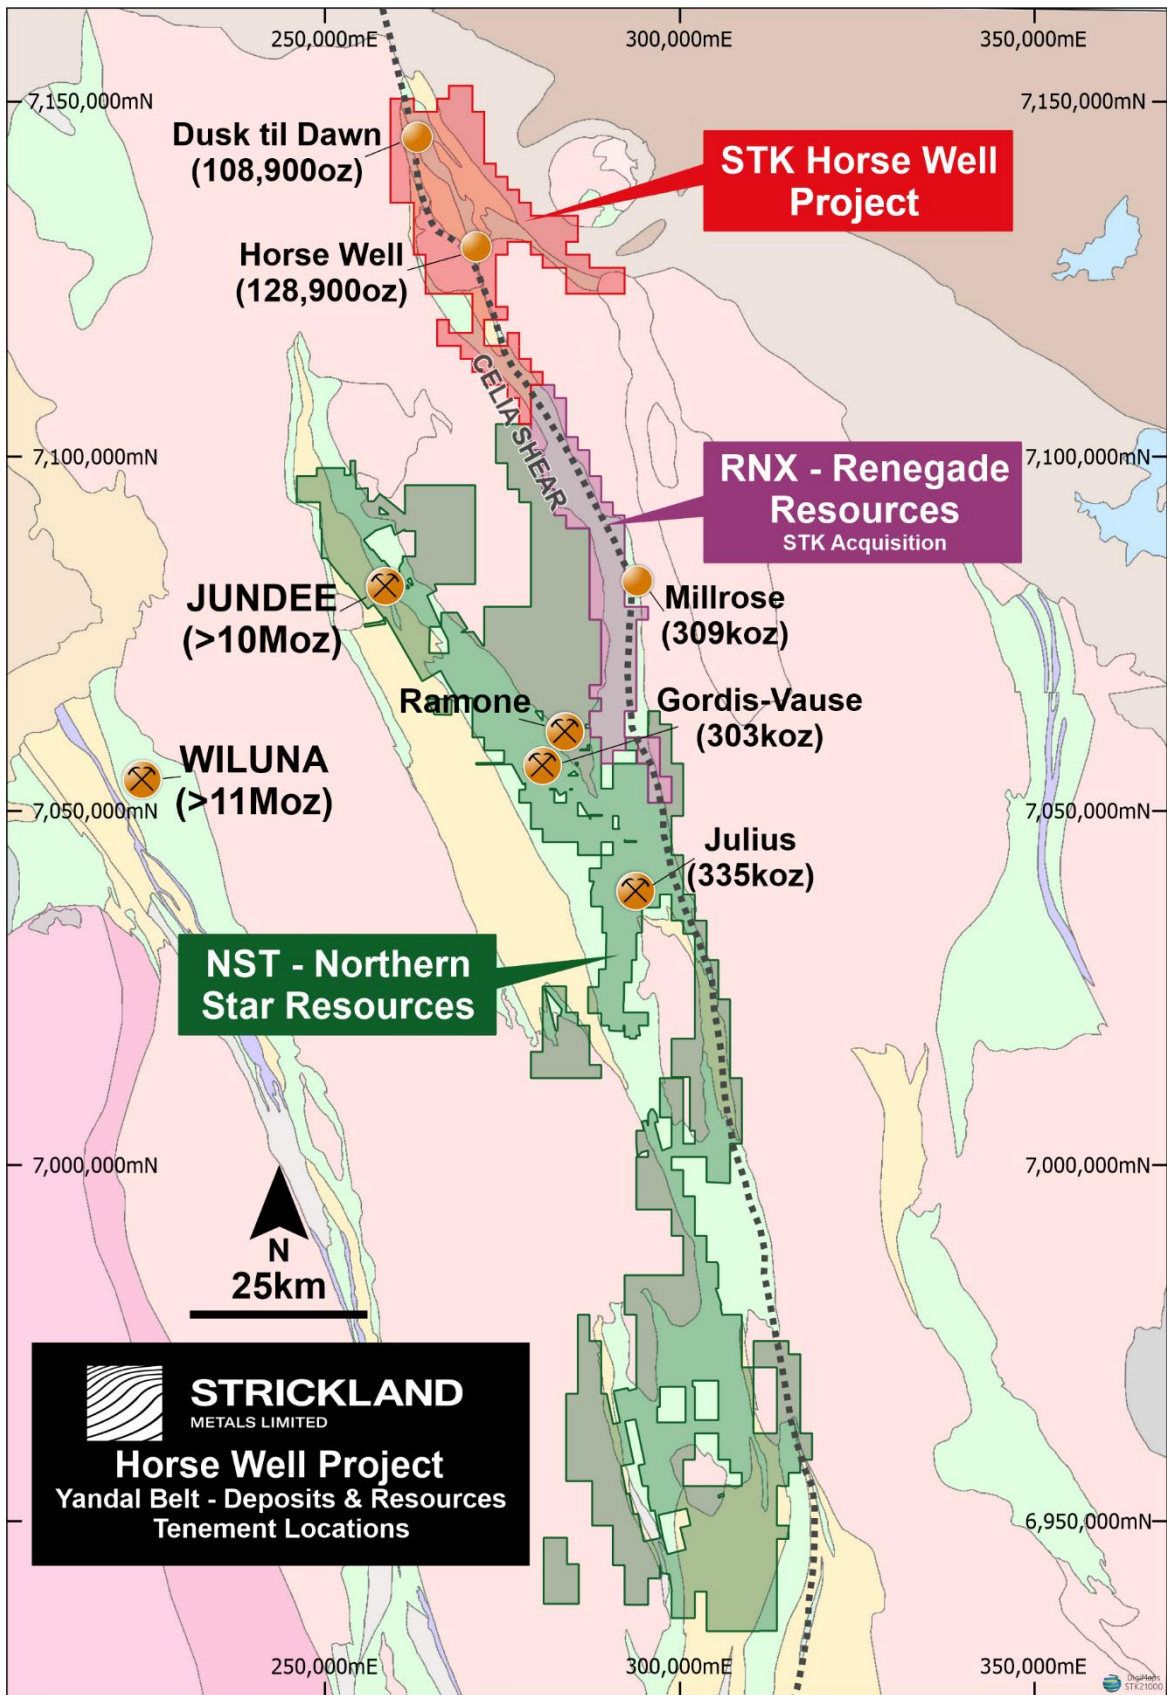 250,000mE
300,000mE
350,000mE
7,150,000mN
7,150,000mN
Dusk til Dawn
(108,900oz)
STK Horse Well
Project
Horse Well
(128,900oz)
CELIA SHEAR
7,100,000mN
7,100,000mN
RNX - Renegade
Resources
STK Acquisition
JUNDEE
(>10Moz)
Millrose
(309koz)
Ramone
Gordis-Vause
(303koz)
WILUNA
(>11Moz)
7,050,000mN
7,050,000mN
Julius
(335koz)
NST - Northern
Star Resources
7,000,000mN
7,000,000mN
N
25km
STRICKLAND
METALS LIMITED
Horse Well Project
Yandal Belt - Deposits & Resources
Tenement Locations
6,950,000mN
250,000mE
300,000mE
350,000mE
DigiMaps
STK21000